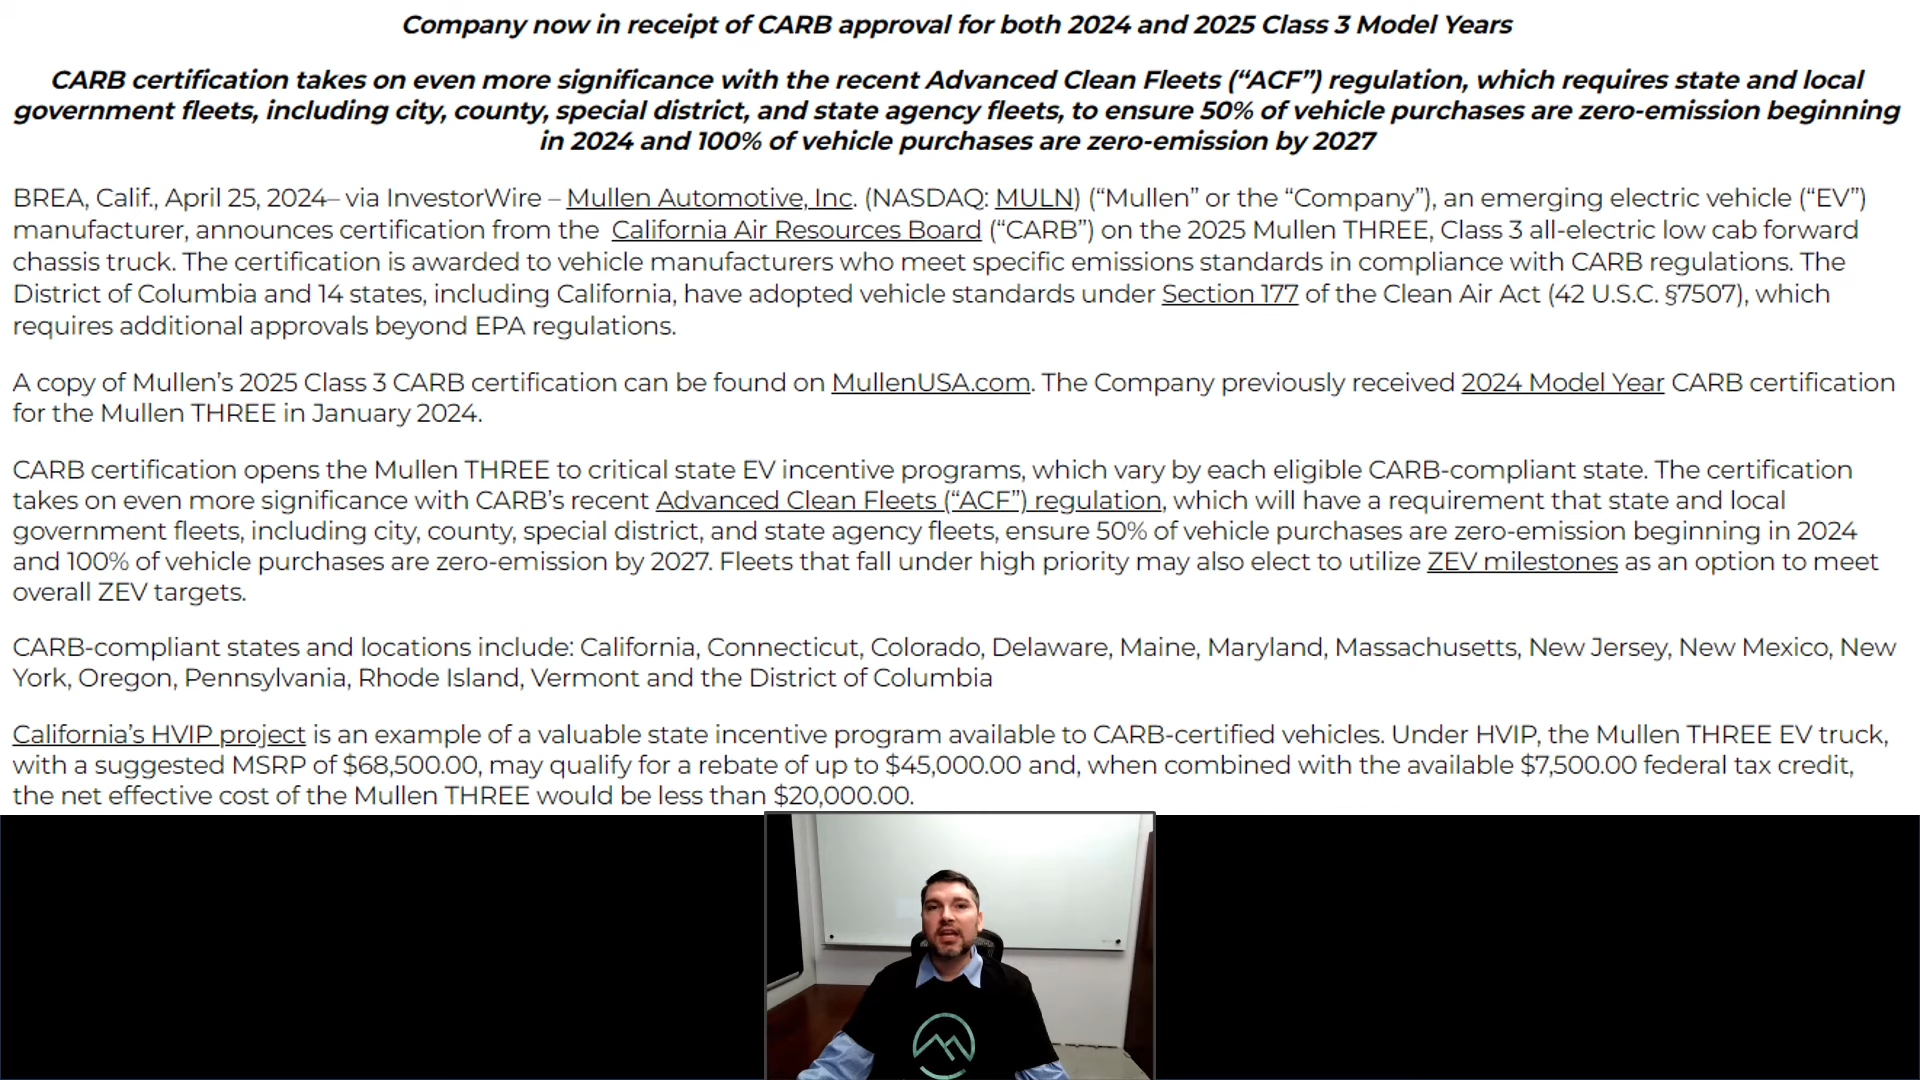 Company now in receipt of CARB approval for both 2024 and 2025 Class 3 Model Years
CARB certification takes on even more significance with the recent Advanced Clean Fleets (“ACF”) regulation, which requires state and local
government fleets, including city, county, special district, and state agency fleets, to ensure 50% of vehicle purchases are zero-emission beginning
in 2024 and 100% of vehicle purchases are zero-emission by 2027
BREA, Calif., April 25, 2024– via InvestorWire – Mullen Automotive, Inc. (NASDAQ: MULN) (“Mullen” or the “Company”), an emerging electric vehicle (“EV”)
manufacturer, announces certification from the California Air Resources Board (“CARB”) on the 2025 Mullen THREE, Class 3 all-electric low cab forward
chassis truck. The certification is awarded to vehicle manufacturers who meet specific emissions standards in compliance with CARB regulations. The
District of Columbia and 14 states, including California, have adopted vehicle standards under Section 177 of the Clean Air Act (42 U.S.C. §7507), which
requires additional approvals beyond EPA regulations.
A copy of Mullen’s 2025 Class 3 CARB certification can be found on MullenUSA.com. The Company previously received 2024 Model Year CARB certification
for the Mullen THREE in January 2024.
CARB certification opens the Mullen THREE to critical state EV incentive programs, which vary by each eligible CARB-compliant state. The certification
takes on even more significance with CARB’s recent Advanced Clean Fleets (“ACF”) regulation, which will have a requirement that state and local
government fleets, including city, county, special district, and state agency fleets, ensure 50% of vehicle purchases are zero-emission beginning in 2024
and 100% of vehicle purchases are zero-emission by 2027. Fleets that fall under high priority may also elect to utilize ZEV milestones as an option to meet
overall ZEV targets.
CARB-compliant states and locations include: California, Connecticut, Colorado, Delaware, Maine, Maryland, Massachusetts, New Jersey, New Mexico, New
York, Oregon, Pennsylvania, Rhode Island, Vermont and the District of Columbia
California’s HVIP project is an example of a valuable state incentive program available to CARB-certified vehicles. Under HVIP, the Mullen THREE EV truck,
with a suggested MSRP of $68,500.00, may qualify for a rebate of up to $45,000.00 and, when combined with the available $7,500.00 federal tax credit,
the net effective cost of the Mullen THREE would be less than $20,000.00.